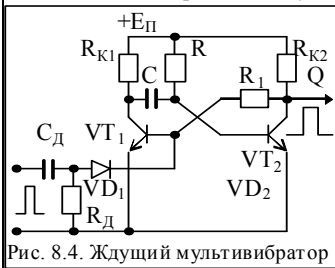 +EП
RК1
R
RК2
C
R1
Q
CД
VT1
VT2
VD1
VD2
RД
Рис. 8.4. Ждущий мультивибратор